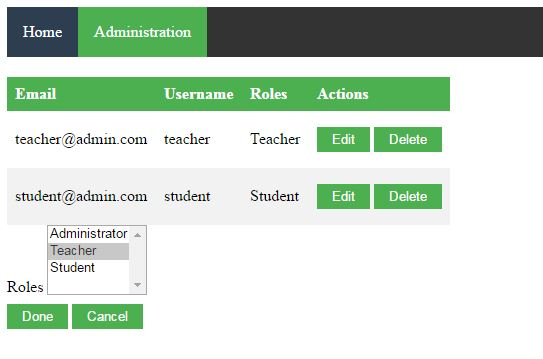 Home Administration
Email Username Roles Actions
teacher@admin.com teacher Teacher Edit Delete
student@admin.com student Student Edit Delete
Administrator
Teacher
Student
Roles
Done Cancel